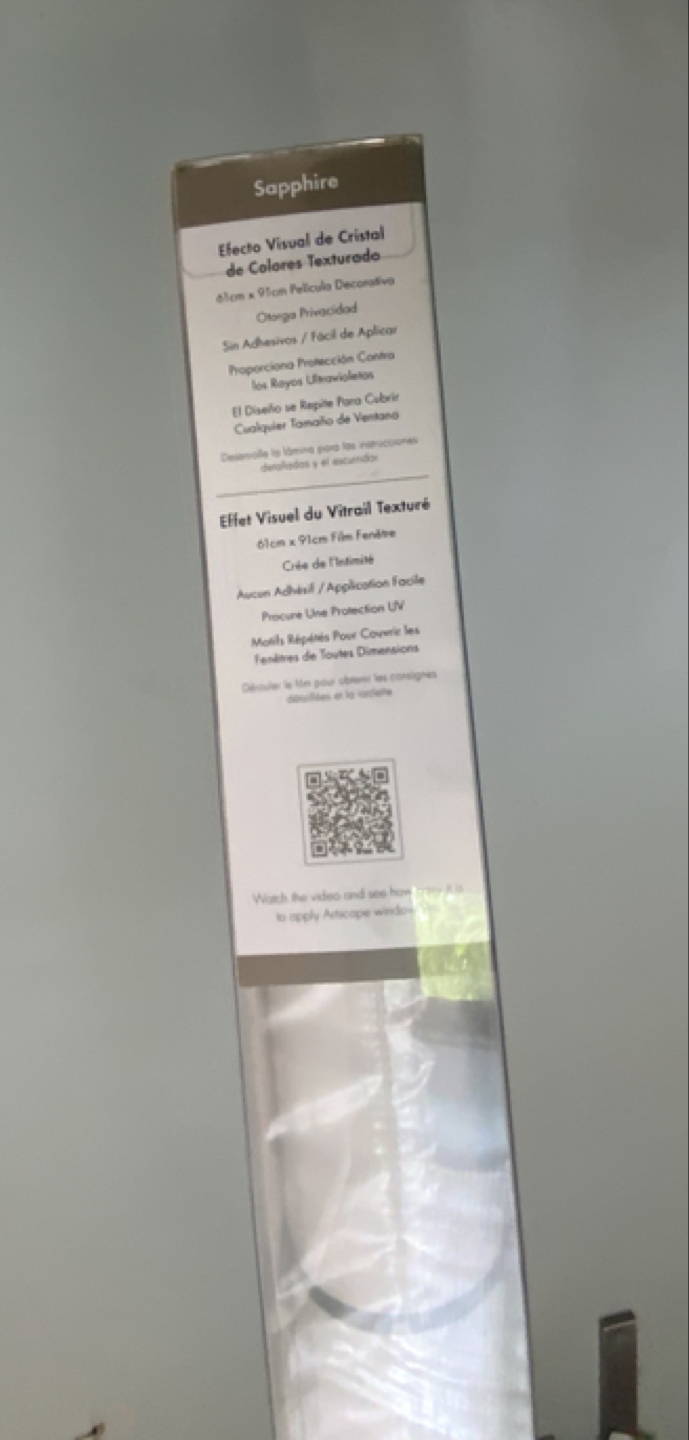 Sapphire
Efecto Visual de Cristal
de Colores Texturado
61cm x 91cm Película Decorativa
Otorga Privacidad
Sin Adhesivos / Fácil de Aplicar
Proporciona Protección Contra
los Rayos Ultravioletas
El Diseño se Repite Para Cubrir
Cualquier Tamaño de Ventana
Desenrolle la lámina para las instrucciones
detalladas y el escurridor
Effet Visuel du Vitrail Texturé
61cm x 91cm Film Fenêtre
Crée de l'Intimité
Aucun Adhésif / Application Facile
Procure Une Protection UV
Motifs Répétés Pour Couvrir les
Fenêtres de Toutes Dimensions
Dérouler le film pour obtenir les consignes
détaillées et la raclette
Watch the video and see how easy it is
to apply Artscape window